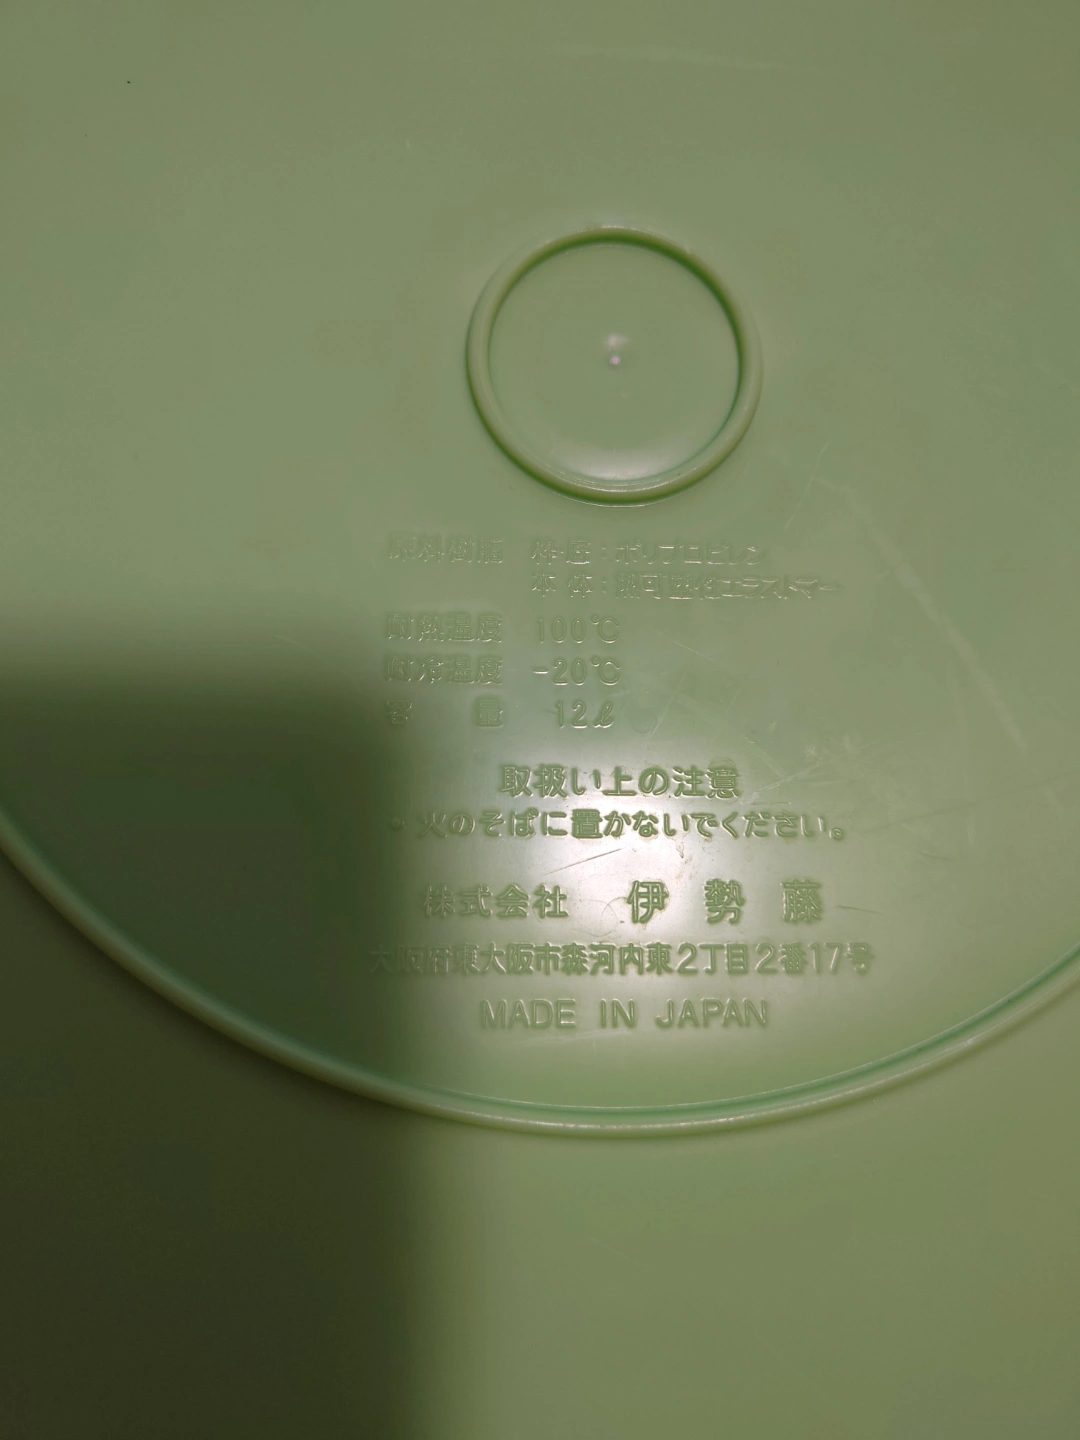 原料樹脂 枠・底：ポリプロピレン
本 体：熱可塑性エラストマー
耐熱温度 100℃
耐冷温度 -20℃
容 量 12ℓ
取扱い上の注意
・火のそばに置かないでください。
株式会社 伊勢藤
大阪府東大阪市森河内東2丁目2番17号
MADE IN JAPAN